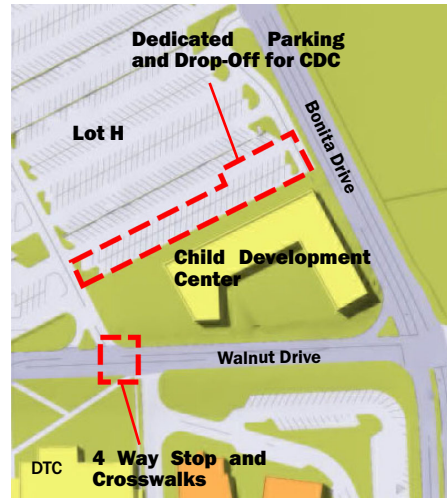 Dedicated Parking
and Drop-Off for CDC
Lot H
Bonita Drive
Child Development
Center
Walnut Drive
DTC
4 Way Stop and
Crosswalks